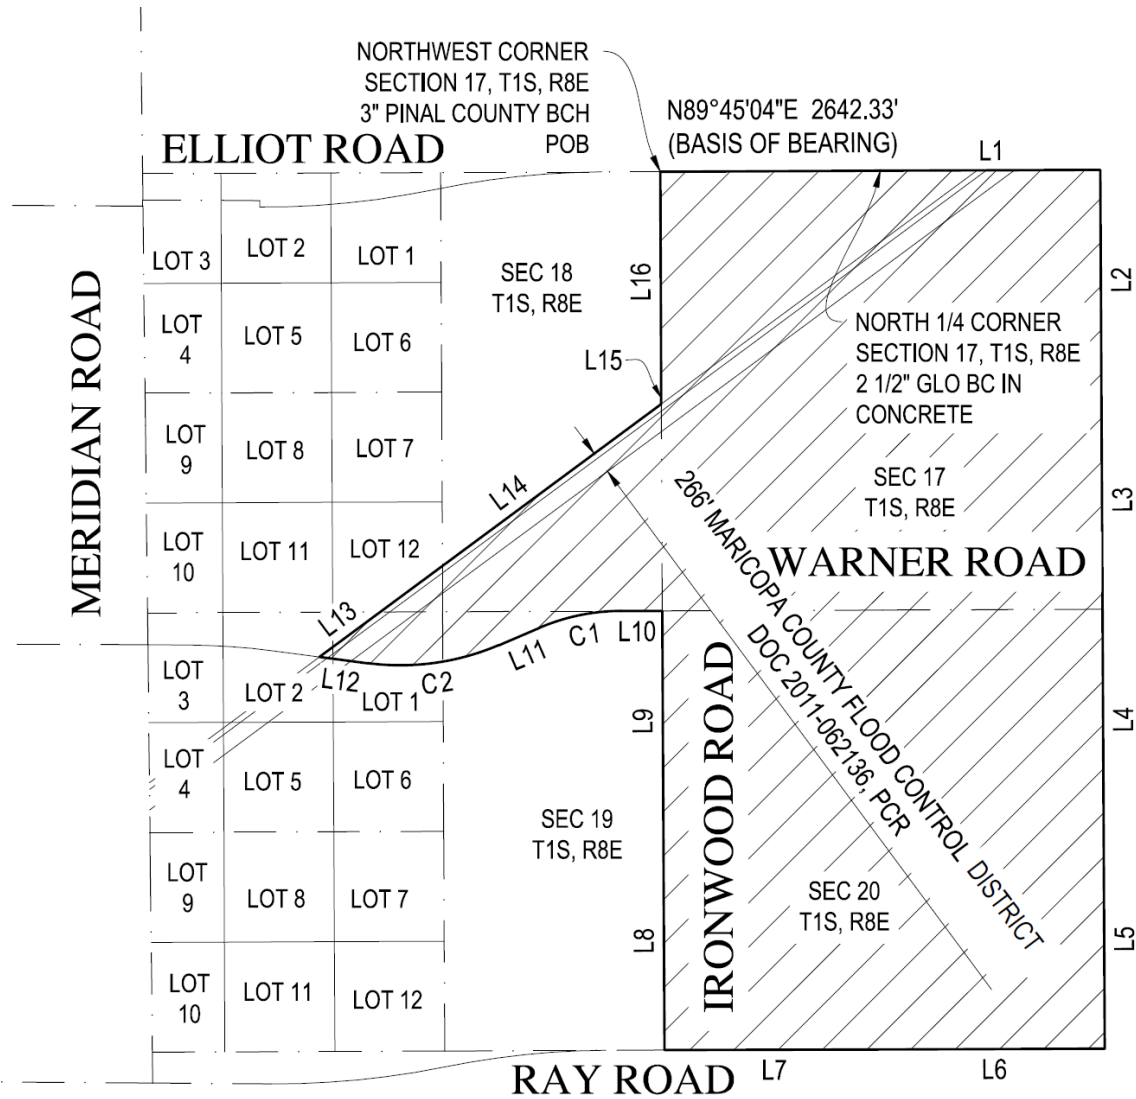 NORTHWEST CORNER
SECTION 17, T1S, R8E
3" PINAL COUNTY BCH
POB
N89°45'04"E 2642.33'
(BASIS OF BEARING)
L1
ELLIOT ROAD
MERIDIAN ROAD
LOT 3
LOT 2
LOT 1
SEC 18
T1S, R8E
L16
L2
LOT
4
LOT 5
LOT 6
L15
NORTH 1/4 CORNER
SECTION 17, T1S, R8E
2 1/2" GLO BC IN
CONCRETE
LOT
9
LOT 8
LOT 7
L14
SEC 17
T1S, R8E
L3
LOT
10
LOT 11
LOT 12
266' MARICOPA COUNTY FLOOD CONTROL DISTRICT
DOC 2011-062136, PCR
WARNER ROAD
L13
L12
C2
L11
C1
L10
LOT
3
LOT 2
LOT 1
L9
IRONWOOD ROAD
L4
LOT
4
LOT 5
LOT 6
SEC 19
T1S, R8E
LOT
9
LOT 8
LOT 7
SEC 20
T1S, R8E
L8
L5
LOT
10
LOT 11
LOT 12
RAY ROAD
L7
L6